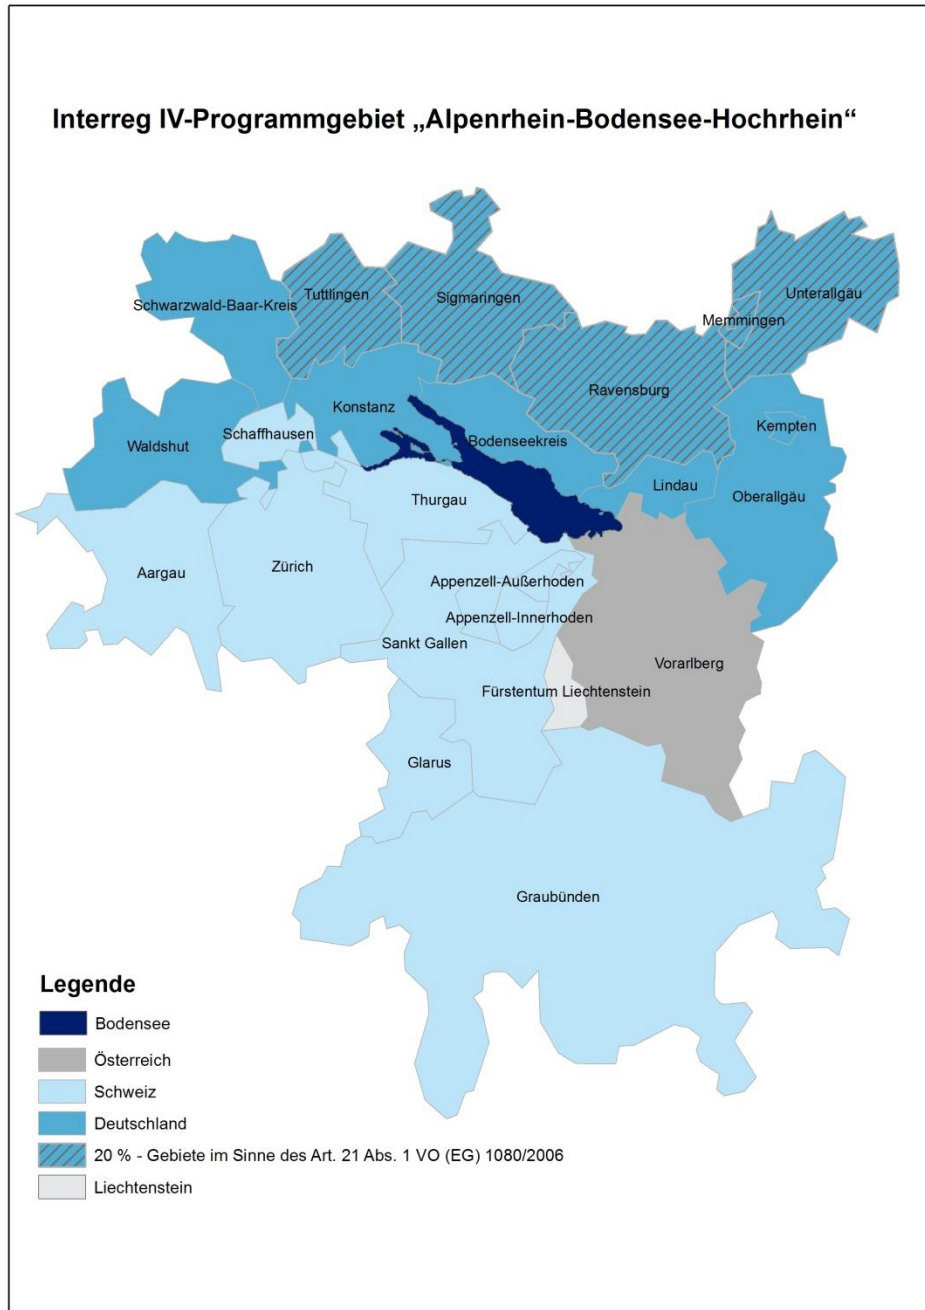 Interreg IV-Programmgebiet „Alpenrhein-Bodensee-Hochrhein“
Schwarzwald-Baar-Kreis
Tuttlingen
Sigmaringen
Unterallgäu
Memmingen
Ravensburg
Konstanz
Kempten
Schaffhausen
Waldshut
Bodenseekreis
Lindau
Oberallgäu
Thurgau
Aargau
Zürich
Appenzell-Außerhoden
Appenzell-Innerhoden
Sankt Gallen
Vorarlberg
Fürstentum Liechtenstein
Glarus
Graubünden
Legende
Bodensee
Österreich
Schweiz
Deutschland
20 % - Gebiete im Sinne des Art. 21 Abs. 1 VO (EG) 1080/2006
Liechtenstein